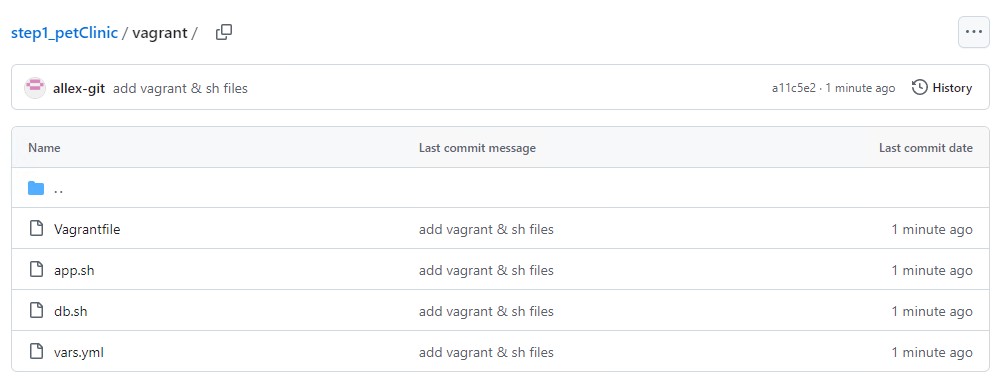 step1_petClinic / vagrant /
allex-git add vagrant & sh files a11c5e2 · 1 minute ago History
Name Last commit message Last commit date
..
Vagrantfile add vagrant & sh files 1 minute ago
app.sh add vagrant & sh files 1 minute ago
db.sh add vagrant & sh files 1 minute ago
vars.yml add vagrant & sh files 1 minute ago